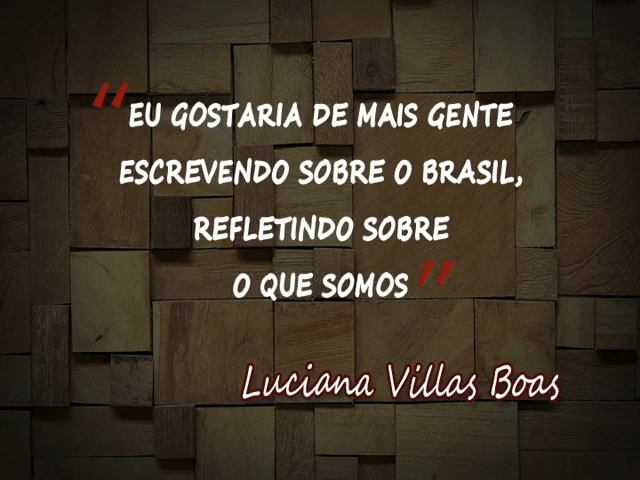 “EU GOSTARIA DE MAIS GENTE
ESCREVENDO SOBRE O BRASIL,
REFLETINDO SOBRE
O QUE SOMOS”
Luciana Villas Boas